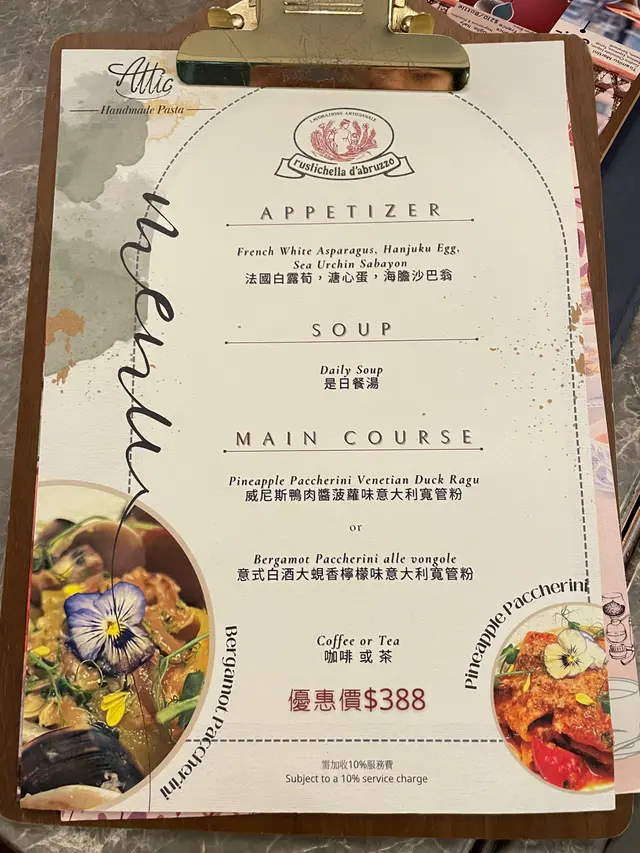 Attic
Handmade Pasta
LAVORAZIONE ARTIGIANALE
rustichella d'abruzzo
menu
APPETIZER
French White Asparagus, Hanjuku Egg,
Sea Urchin Sabayon
法國白露荀，溏心蛋，海膽沙巴翁
SOUP
Daily Soup
是日餐湯
MAIN COURSE
Pineapple Paccherini Venetian Duck Ragu
威尼斯鴨肉醬菠蘿味意大利寬管粉
or
Bergamot Paccherini alle vongole
意式白酒大蜆香檸檬味意大利寬管粉
Coffee or Tea
咖啡 或 茶
優惠價$388
Bergamot Paccherini
Pineapple Paccherini
需加收10%服務費
Subject to a 10% service charge
$210/Bottle